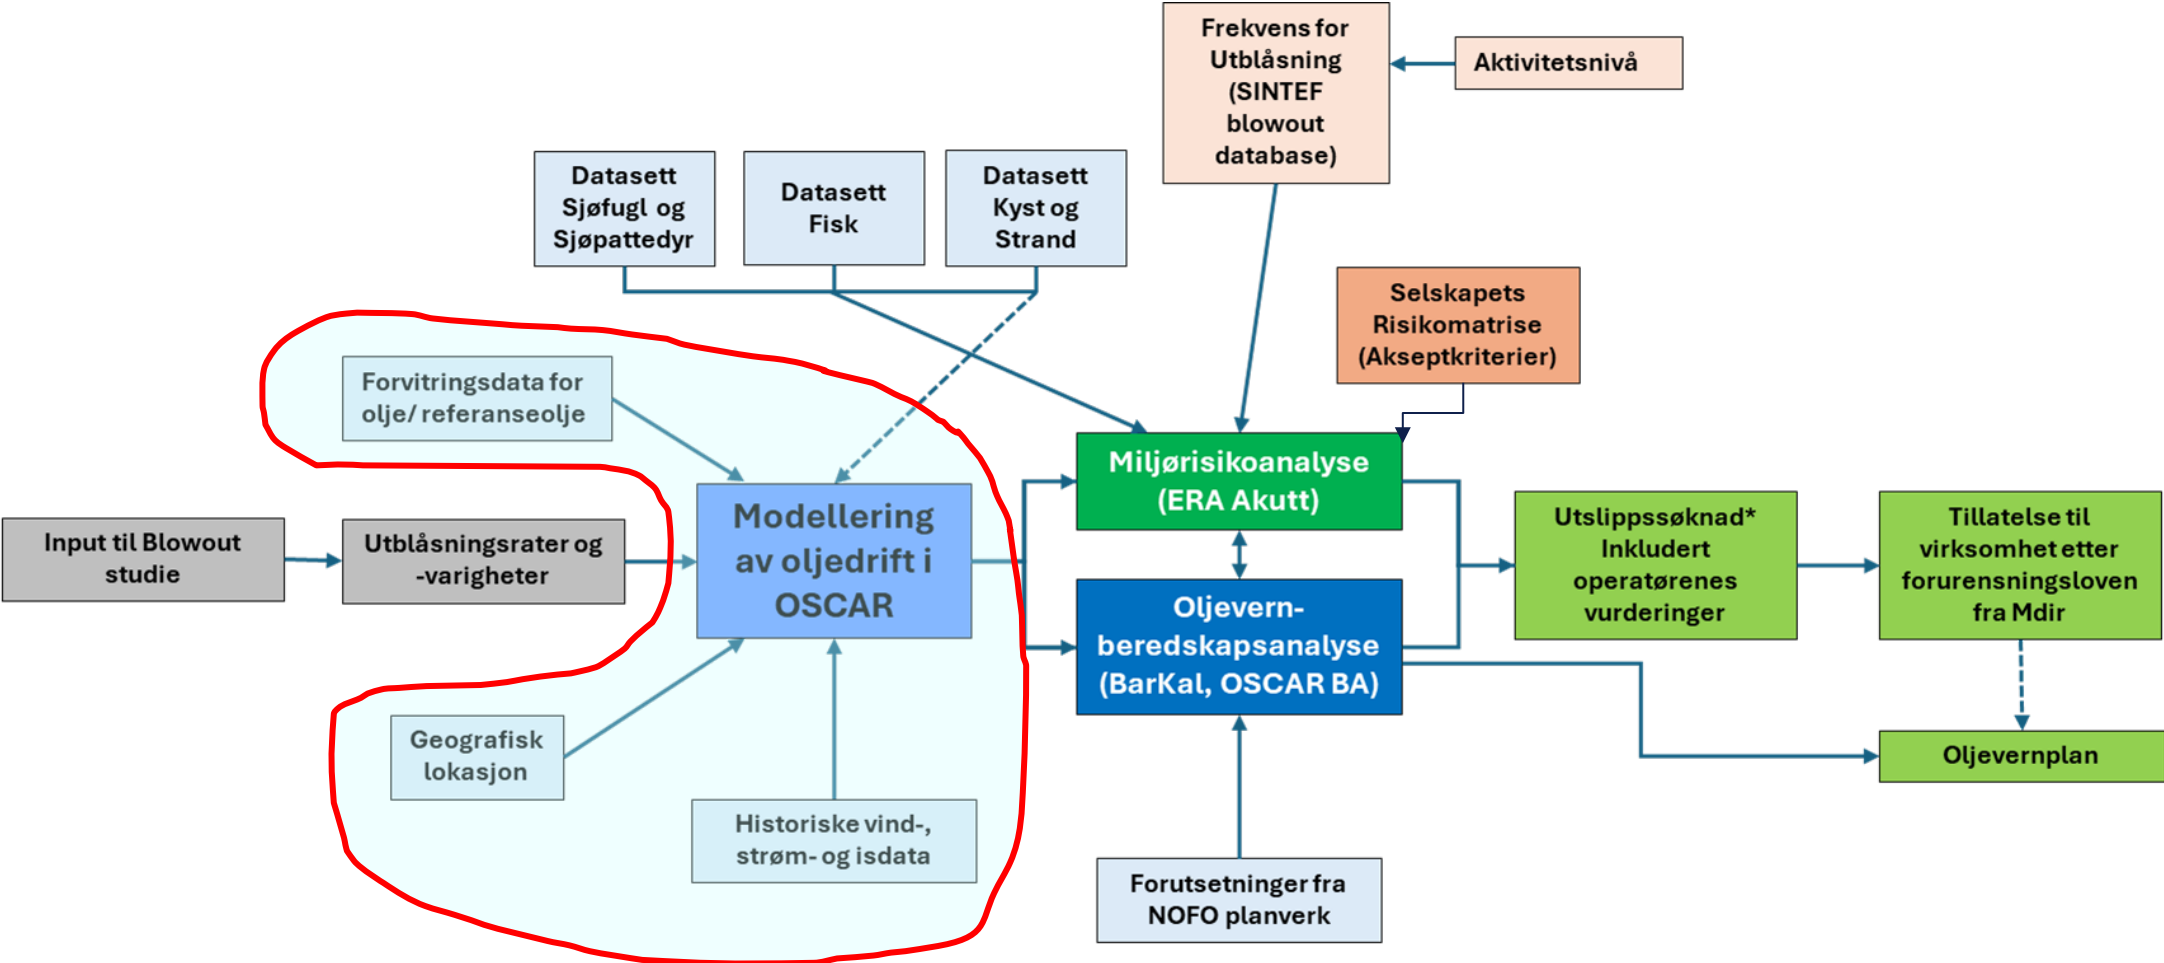 Frekvens for
Utblåsning
(SINTEF
blowout
database)
Aktivitetsnivå
Datasett
Sjøfugl og
Sjøpattedyr
Datasett
Fisk
Datasett
Kyst og
Strand
Selskapets
Risikomatrise
(Akseptkriterier)
Forvitringsdata for
olje/ referanseolje
Input til Blowout
studie
Utblåsningsrater og
-varigheter
Modellering
av oljedrift i
OSCAR
Miljørisikoanalyse
(ERA Akutt)
Oljevern-
beredskapsanalyse
(BarKal, OSCAR BA)
Utslippssøknad*
Inkludert
operatørenes
vurderinger
Tillatelse til
virksomhet etter
forurensningsloven
fra Mdir
Geografisk
lokasjon
Historiske vind-,
strøm- og isdata
Oljevernplan
Forutsetninger fra
NOFO planverk